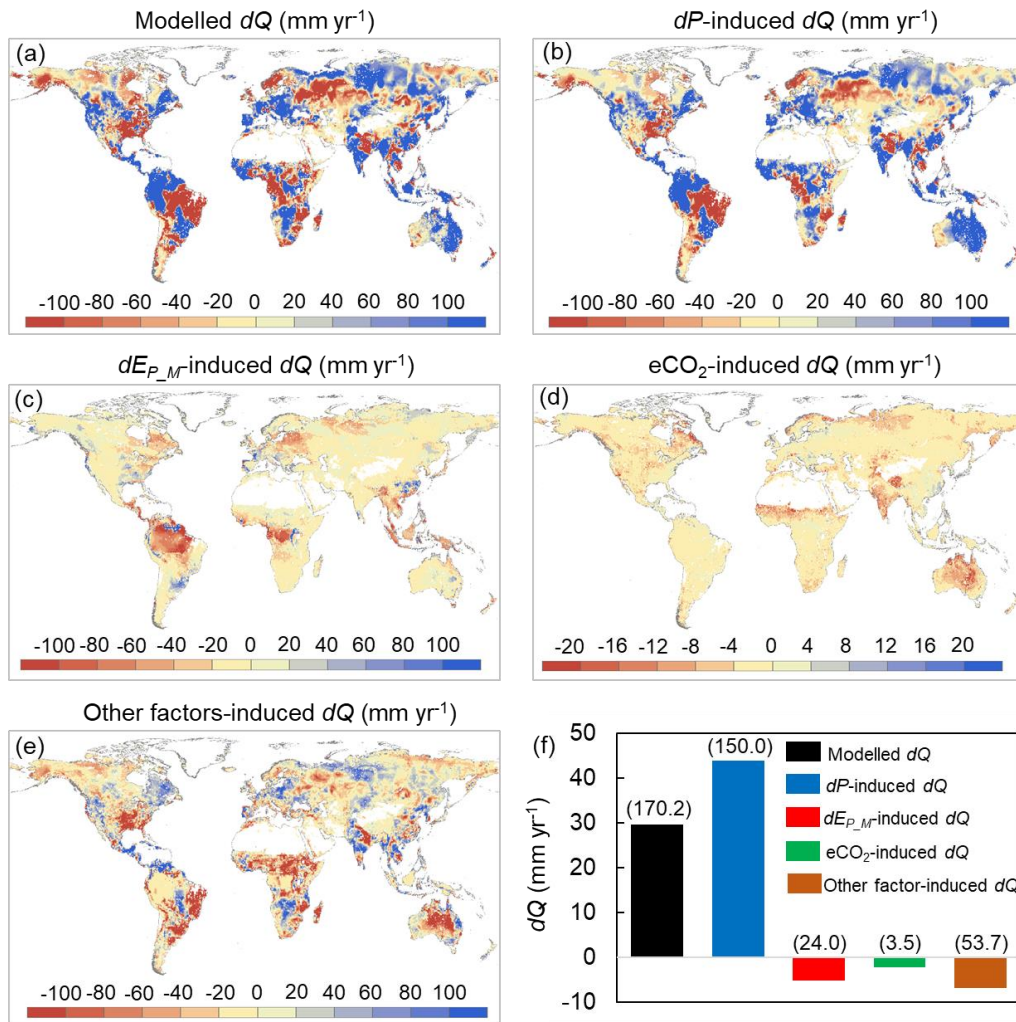 Modelled dQ (mm yr⁻¹)
(a)
-100 -80 -60 -40 -20 0 20 40 60 80 100
dP-induced dQ (mm yr⁻¹)
(b)
-100 -80 -60 -40 -20 0 20 40 60 80 100
dE_P_M-induced dQ (mm yr⁻¹)
(c)
-100 -80 -60 -40 -20 0 20 40 60 80 100
eCO₂-induced dQ (mm yr⁻¹)
(d)
-20 -16 -12 -8 -4 0 4 8 12 16 20
Other factors-induced dQ (mm yr⁻¹)
(e)
-100 -80 -60 -40 -20 0 20 40 60 80 100
(f)
dQ (mm yr⁻¹)
50
40
30
20
10
0
-10
(170.2)
(150.0)
(24.0)
(3.5)
(53.7)
Modelled dQ
dP-induced dQ
dE_P_M-induced dQ
eCO₂-induced dQ
Other factor-induced dQ